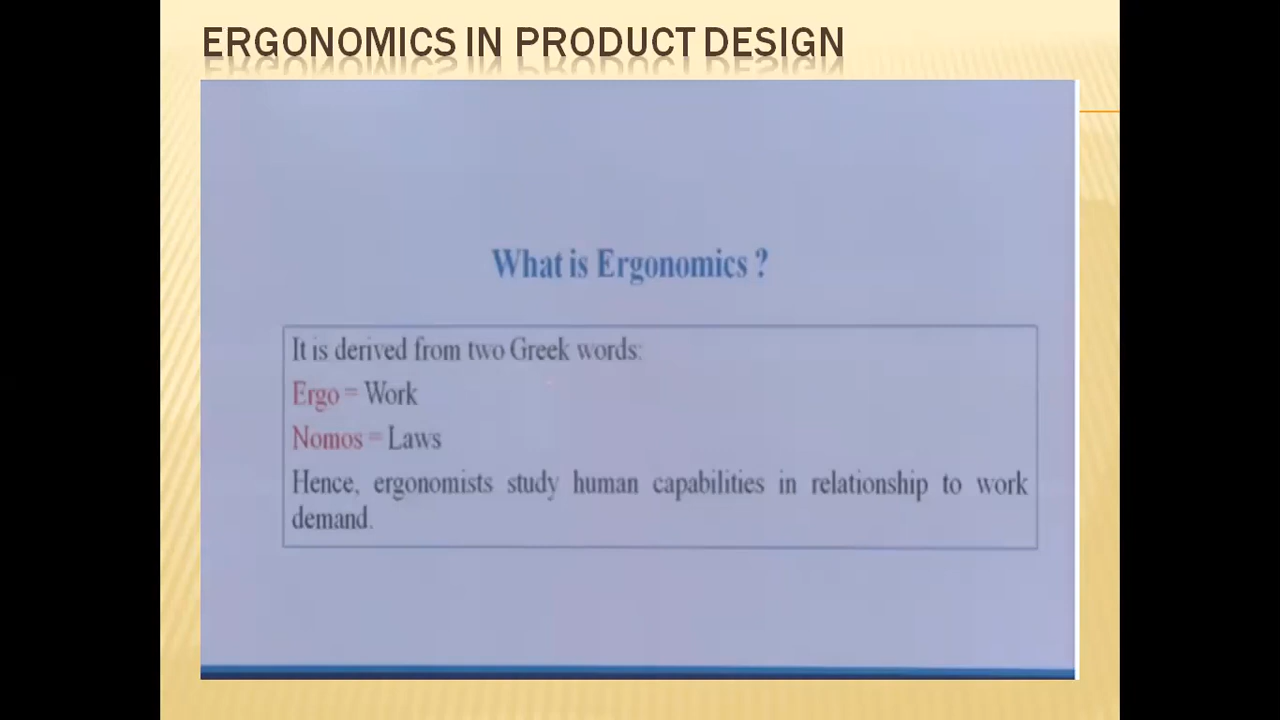 ERGONOMICS IN PRODUCT DESIGN
What is Ergonomics ?
It is derived from two Greek words:
Ergo = Work
Nomos = Laws
Hence, ergonomists study human capabilities in relationship to work
demand.